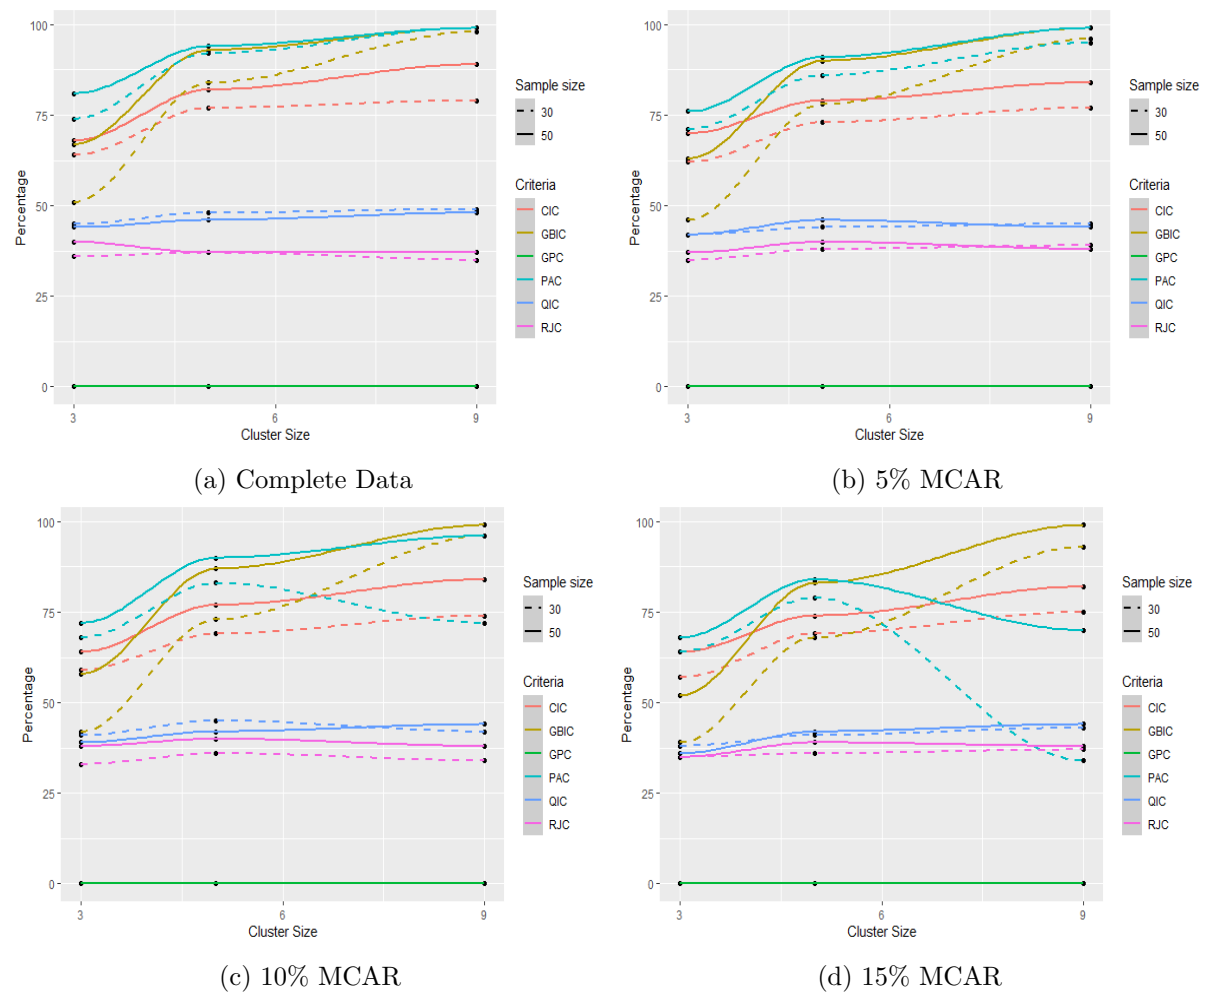 100
75
50
25
0
Percentage
3 6 9
Cluster Size
Sample size
30
50
Criteria
CIC
GBIC
GPC
PAC
QIC
RJC
(a) Complete Data
100
75
50
25
0
Percentage
3 6 9
Cluster Size
Sample size
30
50
Criteria
CIC
GBIC
GPC
PAC
QIC
RJC
(b) 5% MCAR
100
75
50
25
0
Percentage
3 6 9
Cluster Size
Sample size
30
50
Criteria
CIC
GBIC
GPC
PAC
QIC
RJC
(c) 10% MCAR
100
75
50
25
0
Percentage
3 6 9
Cluster Size
Sample size
30
50
Criteria
CIC
GBIC
GPC
PAC
QIC
RJC
(d) 15% MCAR